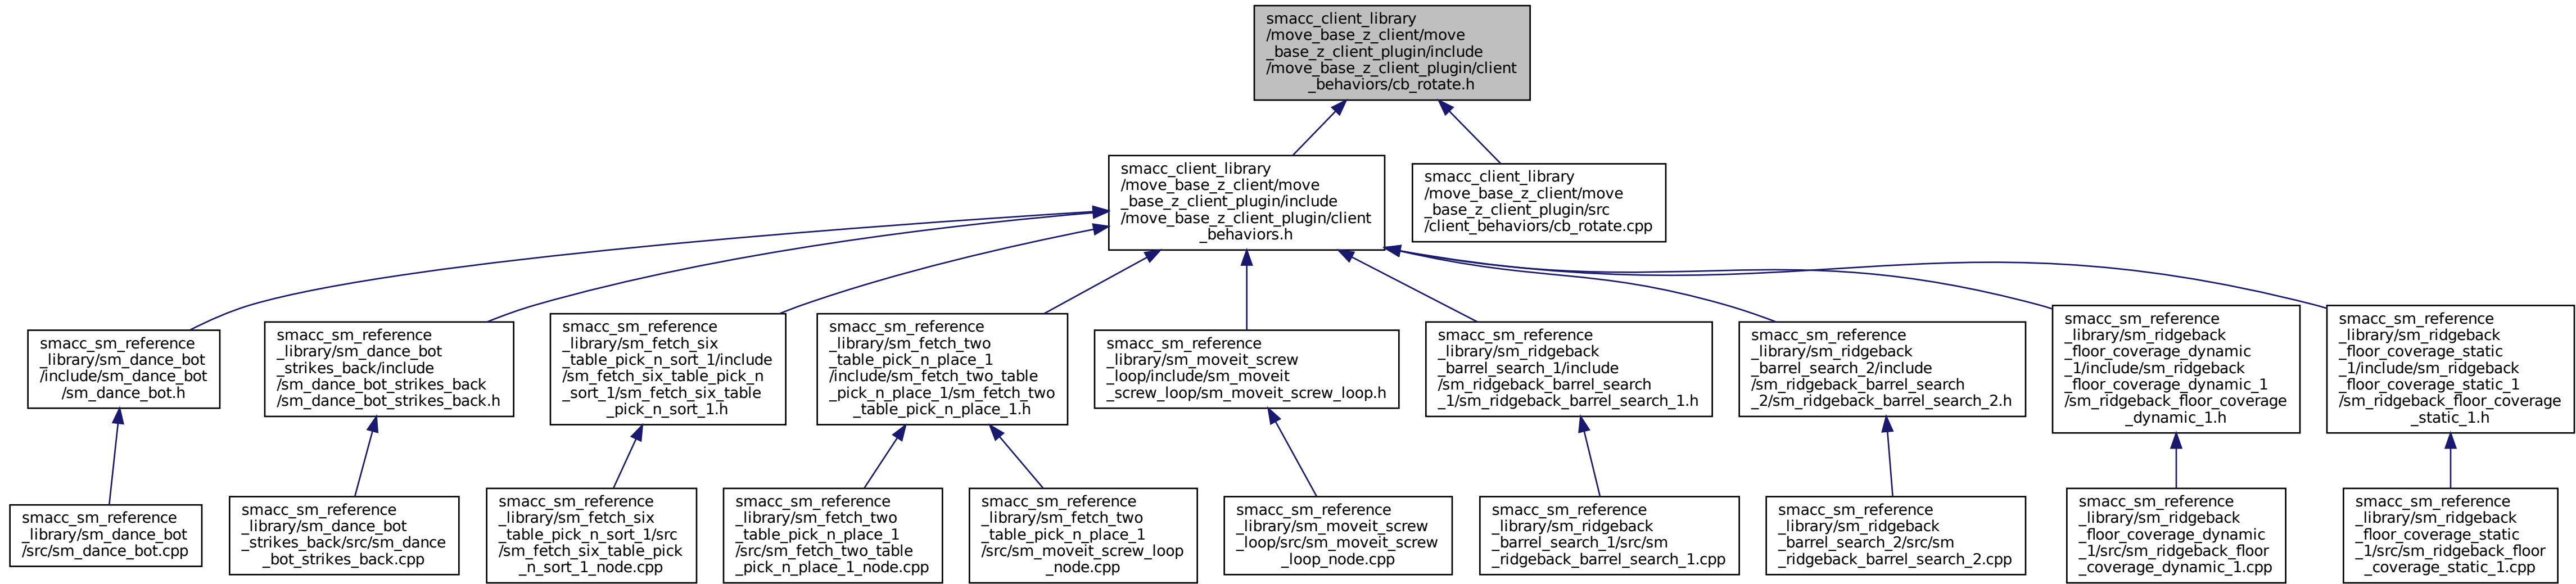 smacc_client_library
/move_base_z_client/move
_base_z_client_plugin/include
/move_base_z_client_plugin/client
_behaviors/cb_rotate.h
smacc_client_library
/move_base_z_client/move
_base_z_client_plugin/include
/move_base_z_client_plugin/client
_behaviors.h
smacc_client_library
/move_base_z_client/move
_base_z_client_plugin/src
/client_behaviors/cb_rotate.cpp
smacc_sm_reference
_library/sm_dance_bot
/include/sm_dance_bot
/sm_dance_bot.h
smacc_sm_reference
_library/sm_dance_bot
_strikes_back/include
/sm_dance_bot_strikes_back
/sm_dance_bot_strikes_back.h
smacc_sm_reference
_library/sm_fetch_six
_table_pick_n_sort_1/include
/sm_fetch_six_table_pick_n
_sort_1/sm_fetch_six_table
_pick_n_sort_1.h
smacc_sm_reference
_library/sm_fetch_two
_table_pick_n_place_1
/include/sm_fetch_two_table
_pick_n_place_1/sm_fetch_two
_table_pick_n_place_1.h
smacc_sm_reference
_library/sm_moveit_screw
_loop/include/sm_moveit
_screw_loop/sm_moveit_screw_loop.h
smacc_sm_reference
_library/sm_ridgeback
_barrel_search_1/include
/sm_ridgeback_barrel_search
_1/sm_ridgeback_barrel_search_1.h
smacc_sm_reference
_library/sm_ridgeback
_barrel_search_2/include
/sm_ridgeback_barrel_search
_2/sm_ridgeback_barrel_search_2.h
smacc_sm_reference
_library/sm_ridgeback
_floor_coverage_dynamic
_1/include/sm_ridgeback
_floor_coverage_dynamic_1
/sm_ridgeback_floor_coverage
_dynamic_1.h
smacc_sm_reference
_library/sm_ridgeback
_floor_coverage_static
_1/include/sm_ridgeback
_floor_coverage_static_1
/sm_ridgeback_floor_coverage
_static_1.h
smacc_sm_reference
_library/sm_dance_bot
/src/sm_dance_bot.cpp
smacc_sm_reference
_library/sm_dance_bot
_strikes_back/src/sm_dance
_bot_strikes_back.cpp
smacc_sm_reference
_library/sm_fetch_six
_table_pick_n_sort_1/src
/sm_fetch_six_table_pick
_n_sort_1_node.cpp
smacc_sm_reference
_library/sm_fetch_two
_table_pick_n_place_1
/src/sm_fetch_two_table
_pick_n_place_1_node.cpp
smacc_sm_reference
_library/sm_fetch_two
_table_pick_n_place_1
/src/sm_moveit_screw_loop
_node.cpp
smacc_sm_reference
_library/sm_moveit_screw
_loop/src/sm_moveit_screw
_loop_node.cpp
smacc_sm_reference
_library/sm_ridgeback
_barrel_search_1/src/sm
_ridgeback_barrel_search_1.cpp
smacc_sm_reference
_library/sm_ridgeback
_barrel_search_2/src/sm
_ridgeback_barrel_search_2.cpp
smacc_sm_reference
_library/sm_ridgeback
_floor_coverage_dynamic
_1/src/sm_ridgeback_floor
_coverage_dynamic_1.cpp
smacc_sm_reference
_library/sm_ridgeback
_floor_coverage_static
_1/src/sm_ridgeback_floor
_coverage_static_1.cpp